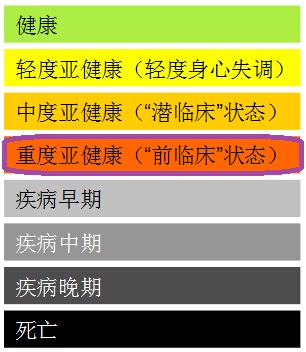 健康
轻度亚健康（轻度身心失调）
中度亚健康（“潜临床”状态）
重度亚健康（“前临床”状态）
疾病早期
疾病中期
疾病晚期
死亡